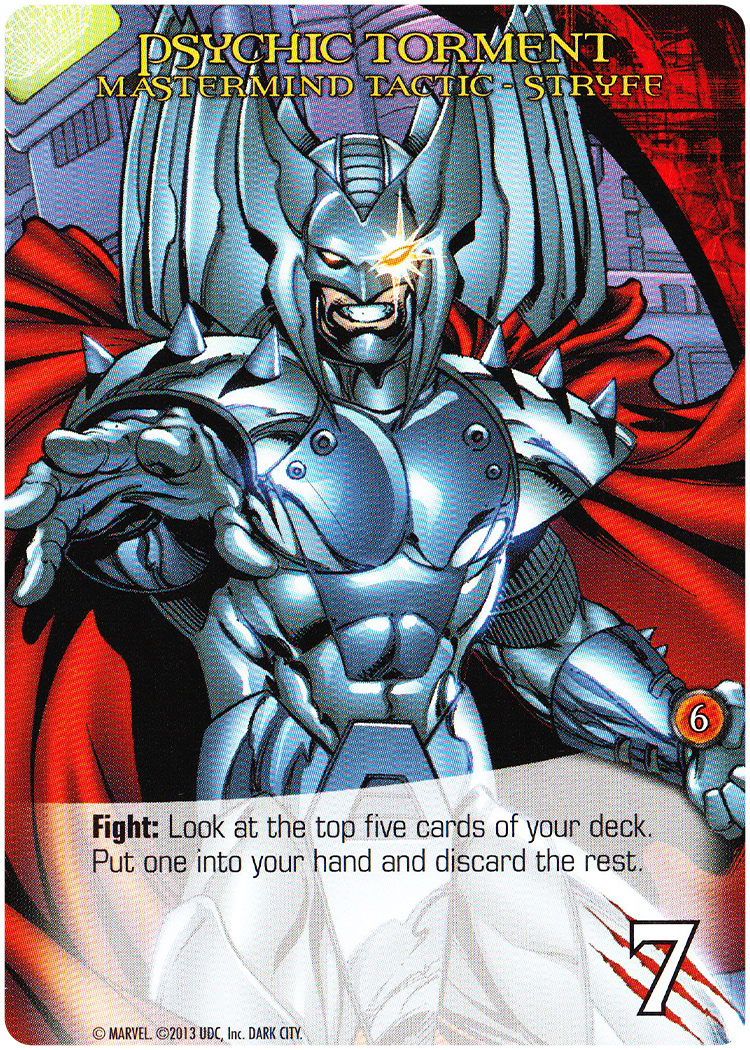 PSYCHIC TORMENT
MASTERMIND TACTIC - STRYFE
6
Fight: Look at the top five cards of your deck.
Put one into your hand and discard the rest.
7
© MARVEL. ©2013 UDC, Inc. DARK CITY.